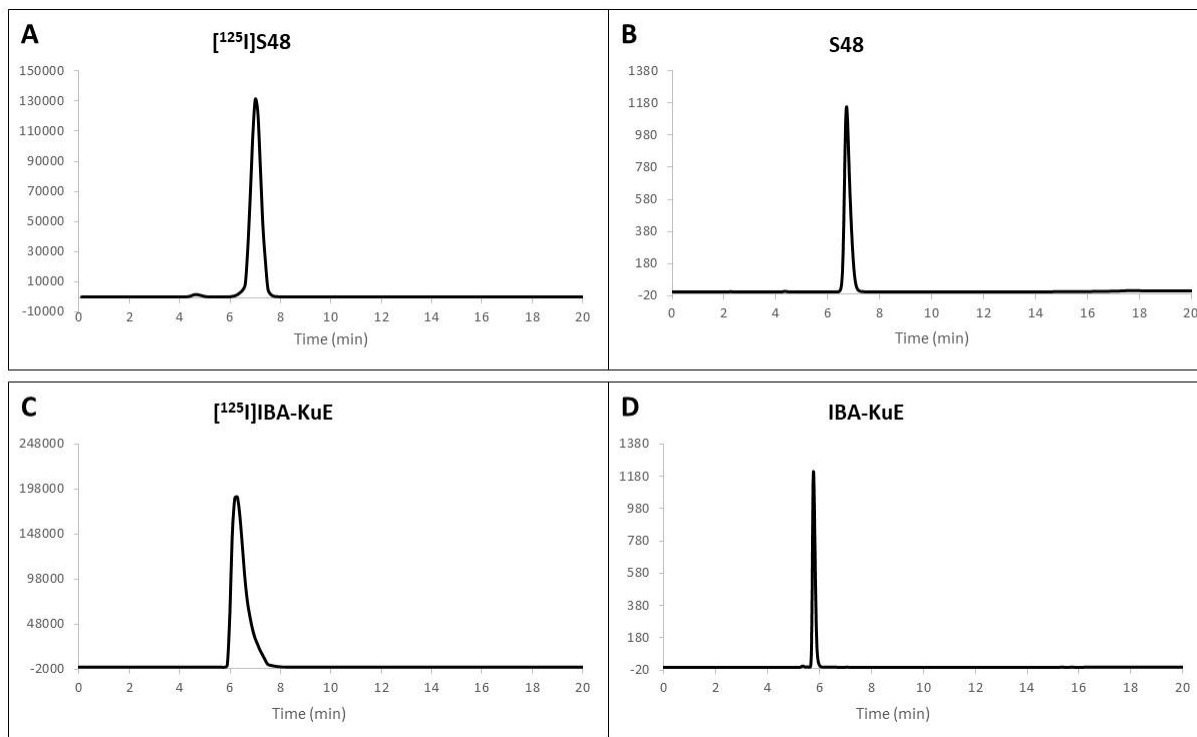 A
[¹²⁵I]S48
150000
130000
110000
90000
70000
50000
30000
10000
-10000
0 2 4 6 8 10 12 14 16 18 20
Time (min)
B
S48
1380
1180
980
780
580
380
180
-20
0 2 4 6 8 10 12 14 16 18 20
Time (min)
C
[¹²⁵I]IBA-KuE
248000
198000
148000
98000
48000
-2000
0 2 4 6 8 10 12 14 16 18 20
Time (min)
D
IBA-KuE
1380
1180
980
780
580
380
180
-20
0 2 4 6 8 10 12 14 16 18 20
Time (min)